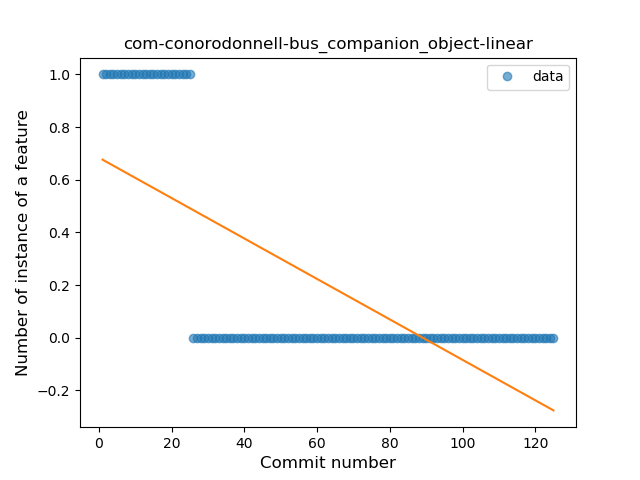 com-conorodonnell-bus_companion_object-linear
data
Number of instance of a feature
1.0
0.8
0.6
0.4
0.2
0.0
−0.2
0 20 40 60 80 100 120
Commit number